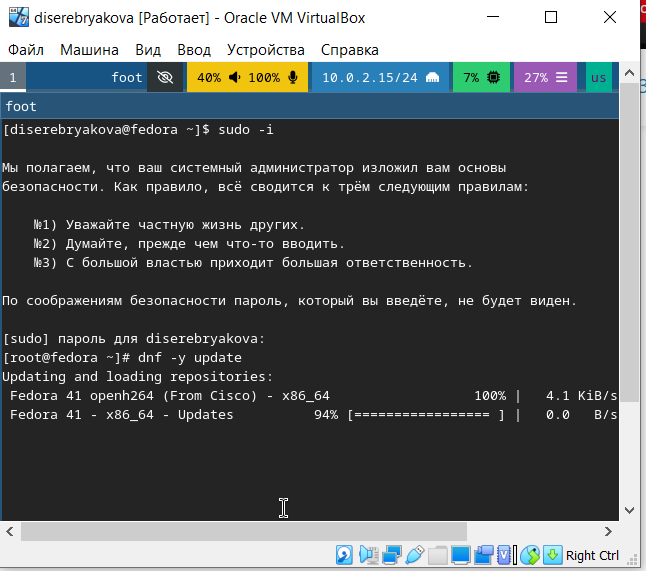 diserebryakova [Работает] - Oracle VM VirtualBox
Файл Машина Вид Ввод Устройства Справка
1 foot 40% 100% 10.0.2.15/24 7% 27% us
foot
[diserebryakova@fedora ~]$ sudo -i
Мы полагаем, что ваш системный администратор изложил вам основы
безопасности. Как правило, всё сводится к трём следующим правилам:
№1) Уважайте частную жизнь других.
№2) Думайте, прежде чем что-то вводить.
№3) С большой властью приходит большая ответственность.
По соображениям безопасности пароль, который вы введёте, не будет виден.
[sudo] пароль для diserebryakova:
[root@fedora ~]# dnf -y update
Updating and loading repositories:
Fedora 41 openh264 (From Cisco) - x86_64 100% | 4.1 KiB/s
Fedora 41 - x86_64 - Updates 94% [================= ] | 0.0 B/s
Right Ctrl